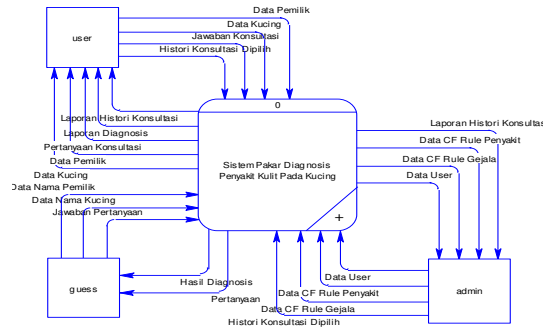 Data Pemilik
user
Data Kucing
Jawaban Konsultasi
Histori Konsultasi Dipilih
0
Laporan Histori Konsultasi
Laporan Diagnosis
Pertanyaan Konsultasi
Data Pemilik
Data Kucing
Data Nama Pemilik
Data Nama Kucing
Jawaban Pertanyaan
Sistem Pakar Diagnosis
Penyakit Kulit Pada Kucing
+
Laporan Histori Konsultas
Data CF Rule Penyakit
Data CF Rule Gejala
Data User
guess
Hasil Diagnosis
Pertanyaan
Data User
Data CF Rule Penyakit
Data CF Rule Gejala
Histori Konsultasi Dipilih
admin